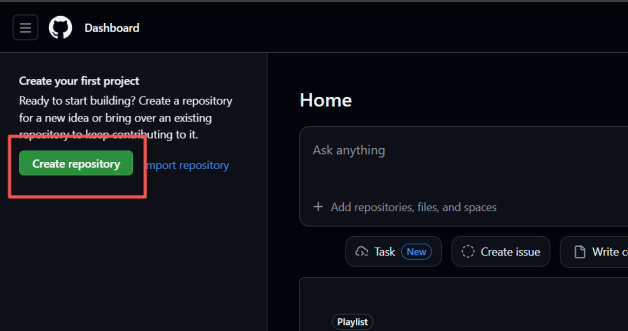 Dashboard
Create your first project
Ready to start building? Create a repository
for a new idea or bring over an existing
repository to keep contributing to it.
Create repository
mport repository
Home
Ask anything
Add repositories, files, and spaces
Task New
Create issue
Write c
Playlist